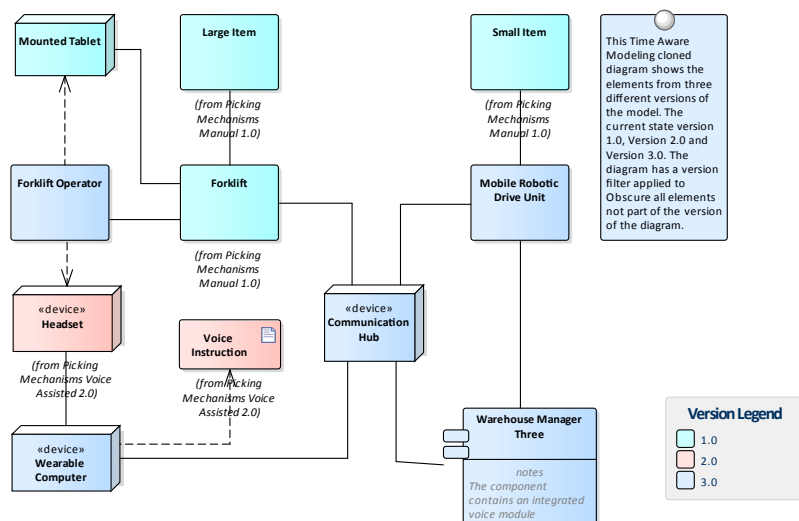 Mounted Tablet
Large Item
(from Picking
Mechanisms
Manual 1.0)
Small Item
(from Picking
Mechanisms
Manual 1.0)
This Time Aware
Modeling cloned
diagram shows the
elements from three
different versions of
the model. The
current state version
1.0, Version 2.0 and
Version 3.0. The
diagram has a version
filter applied to
Obscure all elements
not part of the version
of the diagram.
Forklift Operator
Forklift
(from Picking
Mechanisms
Manual 1.0)
Mobile Robotic
Drive Unit
«device»
Headset
(from Picking
Mechanisms Voice
Assisted 2.0)
Voice
Instruction
(from Picking
Mechanisms Voice
Assisted 2.0)
«device»
Communication
Hub
«device»
Wearable
Computer
Warehouse Manager
Three
notes
The component
contains an integrated
voice module
Version Legend
1.0
2.0
3.0